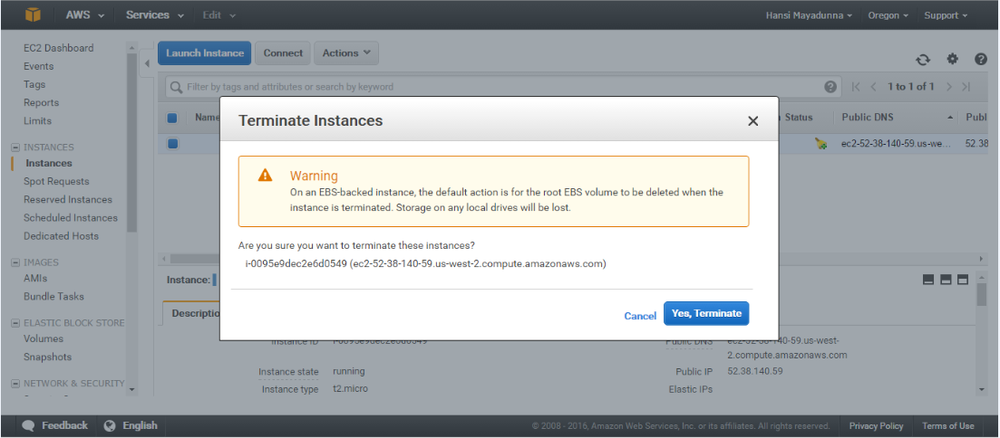 AWS Services Edit Hansi Mayadunna Oregon Support
EC2 Dashboard
Events
Tags
Reports
Limits
INSTANCES
Instances
Spot Requests
Reserved Instances
Scheduled Instances
Dedicated Hosts
IMAGES
AMIs
Bundle Tasks
ELASTIC BLOCK STORE
Volumes
Snapshots
NETWORK & SECURITY
Launch Instance Connect Actions
Filter by tags and attributes or search by keyword 1 to 1 of 1
Name Status Public DNS Publ
ec2-52-38-140-59.us-we... 52.38
Terminate Instances
Warning
On an EBS-backed instance, the default action is for the root EBS volume to be deleted when the
instance is terminated. Storage on any local drives will be lost.
Are you sure you want to terminate these instances?
i-0095e9dec2e6d0549 (ec2-52-38-140-59.us-west-2.compute.amazonaws.com)
Cancel Yes, Terminate
Instance:
Descriptio
Instance ID i-0095e9dec2e6d0549 Public DNS ec2-52-38-140-59.us-west-
2.compute.amazonaws.com
Instance state running Public IP 52.38.140.59
Instance type t2.micro Elastic IPs
Feedback English © 2008 - 2016, Amazon Web Services, Inc. or its affiliates. All rights reserved. Privacy Policy Terms of Use